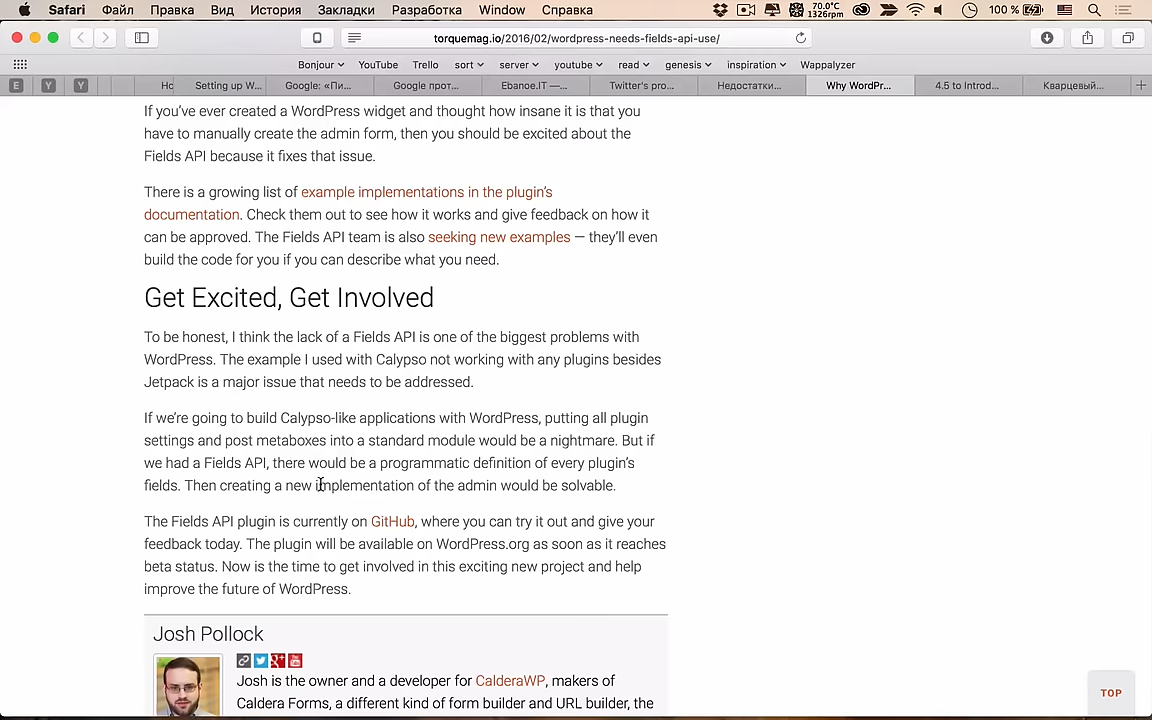 Safari Файл Правка Вид История Закладки Разработка Window Справка 70.0°C 1326rpm 100 %
torquemag.io/2016/02/wordpress-needs-fields-api-use/
Bonjour YouTube Trello sort server youtube read genesis inspiration Wappalyzer
E Y Y Ho Setting up W... Google: «Пи... Google прот... Ebanoe.IT —... Twitter's pro... Недостатки... Why WordPr... 4.5 to Introd... Кварцевый...
If you've ever created a WordPress widget and thought how insane it is that you
have to manually create the admin form, then you should be excited about the
Fields API because it fixes that issue.
There is a growing list of example implementations in the plugin's
documentation. Check them out to see how it works and give feedback on how it
can be approved. The Fields API team is also seeking new examples — they'll even
build the code for you if you can describe what you need.
Get Excited, Get Involved
To be honest, I think the lack of a Fields API is one of the biggest problems with
WordPress. The example I used with Calypso not working with any plugins besides
Jetpack is a major issue that needs to be addressed.
If we're going to build Calypso-like applications with WordPress, putting all plugin
settings and post metaboxes into a standard module would be a nightmare. But if
we had a Fields API, there would be a programmatic definition of every plugin's
fields. Then creating a new implementation of the admin would be solvable.
The Fields API plugin is currently on GitHub, where you can try it out and give your
feedback today. The plugin will be available on WordPress.org as soon as it reaches
beta status. Now is the time to get involved in this exciting new project and help
improve the future of WordPress.
Josh Pollock
Josh is the owner and a developer for CalderaWP, makers of
Caldera Forms, a different kind of form builder and URL builder, the
TOP